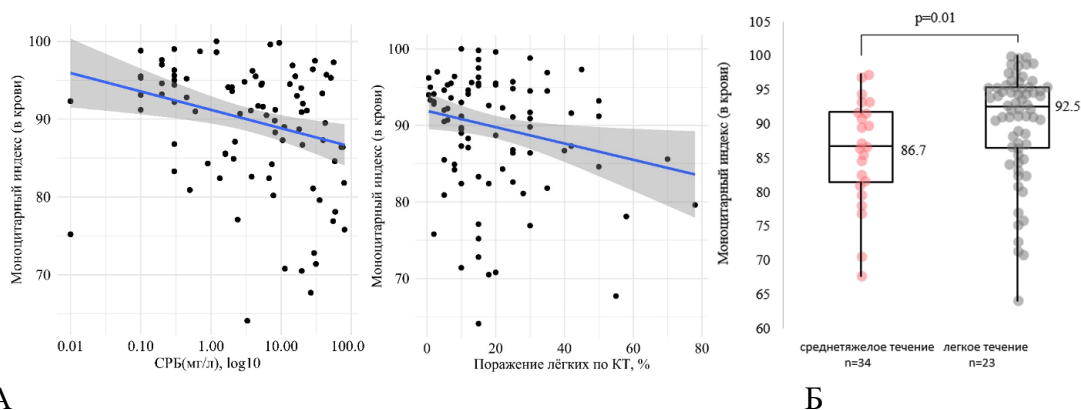 Моноцитарный индекс (в крови)
100
90
80
70
0.01
0.10
1.00
10.00
100.0
СРБ(мг/л), log10
Моноцитарный индекс (в крови)
100
90
80
70
0
20
40
60
80
Поражение лёгких по КТ, %
Моноцитарный индекс (в крови)
105
100
95
90
85
80
75
70
65
60
p=0.01
86.7
92.5
среднетяжелое течение
n=34
легкое течение
n=23
А
Б